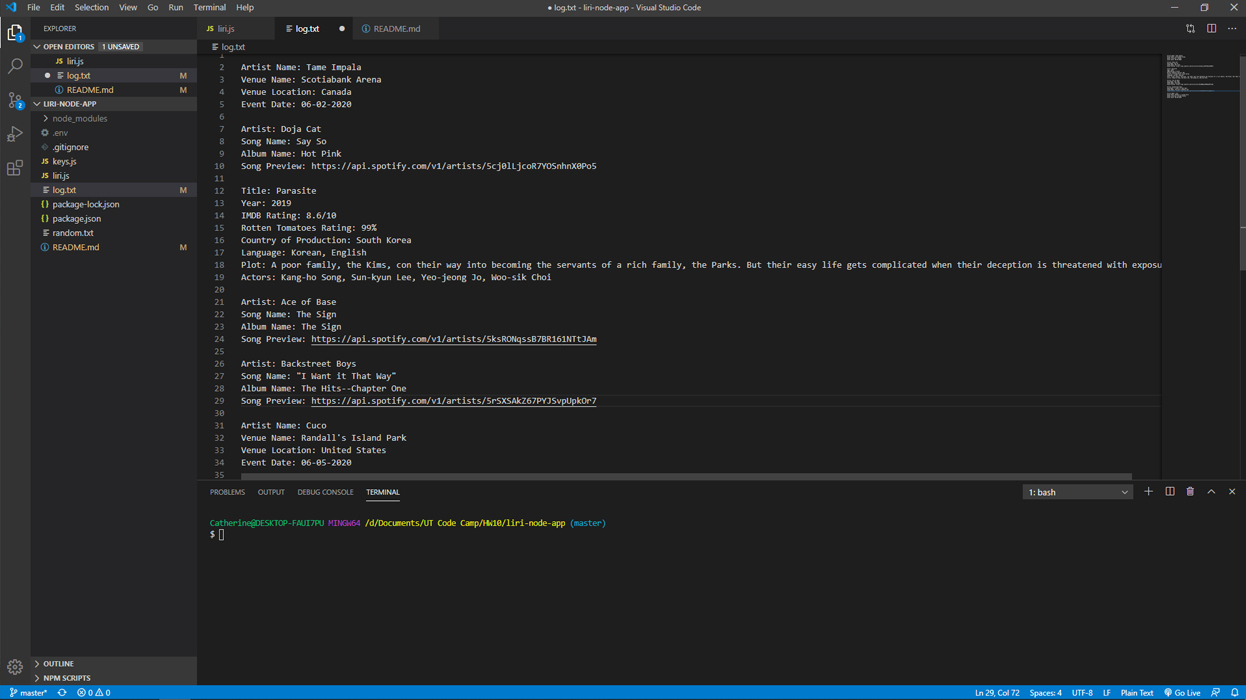 File Edit Selection View Go Run Terminal Help
● log.txt - liri-node-app - Visual Studio Code
EXPLORER
OPEN EDITORS 1 UNSAVED
JS liri.js
log.txt M
README.md M
LIRI-NODE-APP
node_modules
.env
.gitignore
JS keys.js
JS liri.js
log.txt M
{} package-lock.json
{} package.json
random.txt
README.md M
OUTLINE
NPM SCRIPTS
1
2
JS liri.js
log.txt
README.md
log.txt
1
2 Artist Name: Tame Impala
3 Venue Name: Scotiabank Arena
4 Venue Location: Canada
5 Event Date: 06-02-2020
6
7 Artist: Doja Cat
8 Song Name: Say So
9 Album Name: Hot Pink
10 Song Preview: https://api.spotify.com/v1/artists/5cj0lLjcoR7YOSnhnX0Po5
11
12 Title: Parasite
13 Year: 2019
14 IMDB Rating: 8.6/10
15 Rotten Tomatoes Rating: 99%
16 Country of Production: South Korea
17 Language: Korean, English
18 Plot: A poor family, the Kims, con their way into becoming the servants of a rich family, the Parks. But their easy life gets complicated when their deception is threatened with exposu
19 Actors: Kang-ho Song, Sun-kyun Lee, Yeo-jeong Jo, Woo-sik Choi
20
21 Artist: Ace of Base
22 Song Name: The Sign
23 Album Name: The Sign
24 Song Preview: https://api.spotify.com/v1/artists/5ksRONqssB7BR161NTtJAm
25
26 Artist: Backstreet Boys
27 Song Name: "I Want it That Way"
28 Album Name: The Hits--Chapter One
29 Song Preview: https://api.spotify.com/v1/artists/5rSXSAkZ67PYJSvpUpkOr7
30
31 Artist Name: Cuco
32 Venue Name: Randall's Island Park
33 Venue Location: United States
34 Event Date: 06-05-2020
35
PROBLEMS OUTPUT DEBUG CONSOLE TERMINAL
1: bash
Catherine@DESKTOP-FAUI7PU MINGW64 /d/Documents/UT Code Camp/HW10/liri-node-app (master)
$
master* 0 0
Ln 29, Col 72 Spaces: 4 UTF-8 LF Plain Text Go Live